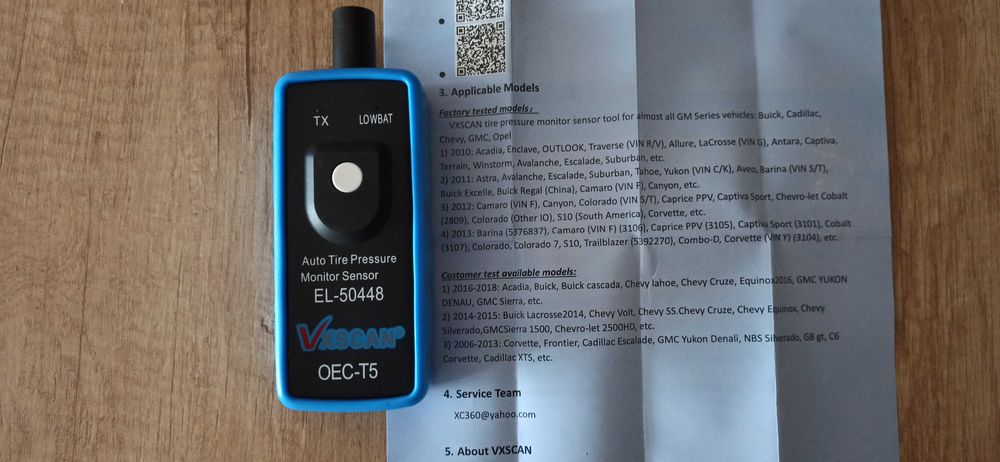 TX LOWBAT
Auto Tire Pressure
Monitor Sensor
EL-50448
VXSCAN®
OEC-T5
3. Applicable Models
Factory tested models：
VXSCAN tire pressure monitor sensor tool for almost all GM Series vehicles: Buick, Cadillac,
Chevy, GMC, Opel
1) 2010: Acadia, Enclave, OUTLOOK, Traverse (VIN R/V), Allure, LaCrosse (VIN G), Antara, Captiva,
Terrain, Winstorm, Avalanche, Escalade, Suburban, etc.
2) 2011: Astra, Avalanche, Escalade, Suburban, Tahoe, Yukon (VIN C/K), Aveo, Barina (VIN S/T),
Buick Excelle, Buick Regal (China), Camaro (VIN F), Canyon, etc.
3) 2012: Camaro (VIN F), Canyon, Colorado (VIN S/T), Caprice PPV, Captiva Sport, Chevro-let Cobalt
(2809), Colorado (Other IO), S10 (South America), Corvette, etc.
4) 2013: Barina (5376837), Camaro (VIN F) (3106), Caprice PPV (3105), Captiva Sport (3101), Cobalt
(3107), Colorado, Colorado 7, S10, Trailblazer (5392270), Combo-D, Corvette (VIN Y) (3104), etc.
Customer test available models:
1) 2016-2018: Acadia, Buick, Buick cascada, Chevy Iahoe, Chevy Cruze, Equinox2016, GMC YUKON
DENAU, GMC Sierra, etc.
2) 2014-2015: Buick Lacrosse2014, Chevy Volt, Chevy SS.Chevy Cruze, Chevy Equinox, Chevy
Silverado,GMCSierra 1500, Chevro-let 2500HD, etc.
3) 2006-2013: Corvette, Frontier, Cadillac Escalade, GMC Yukon Denali, NBS Silverado, G8 gt, C6
Corvette, Cadillac XTS, etc.
4. Service Team
XC360@yahoo.com
5. About VXSCAN